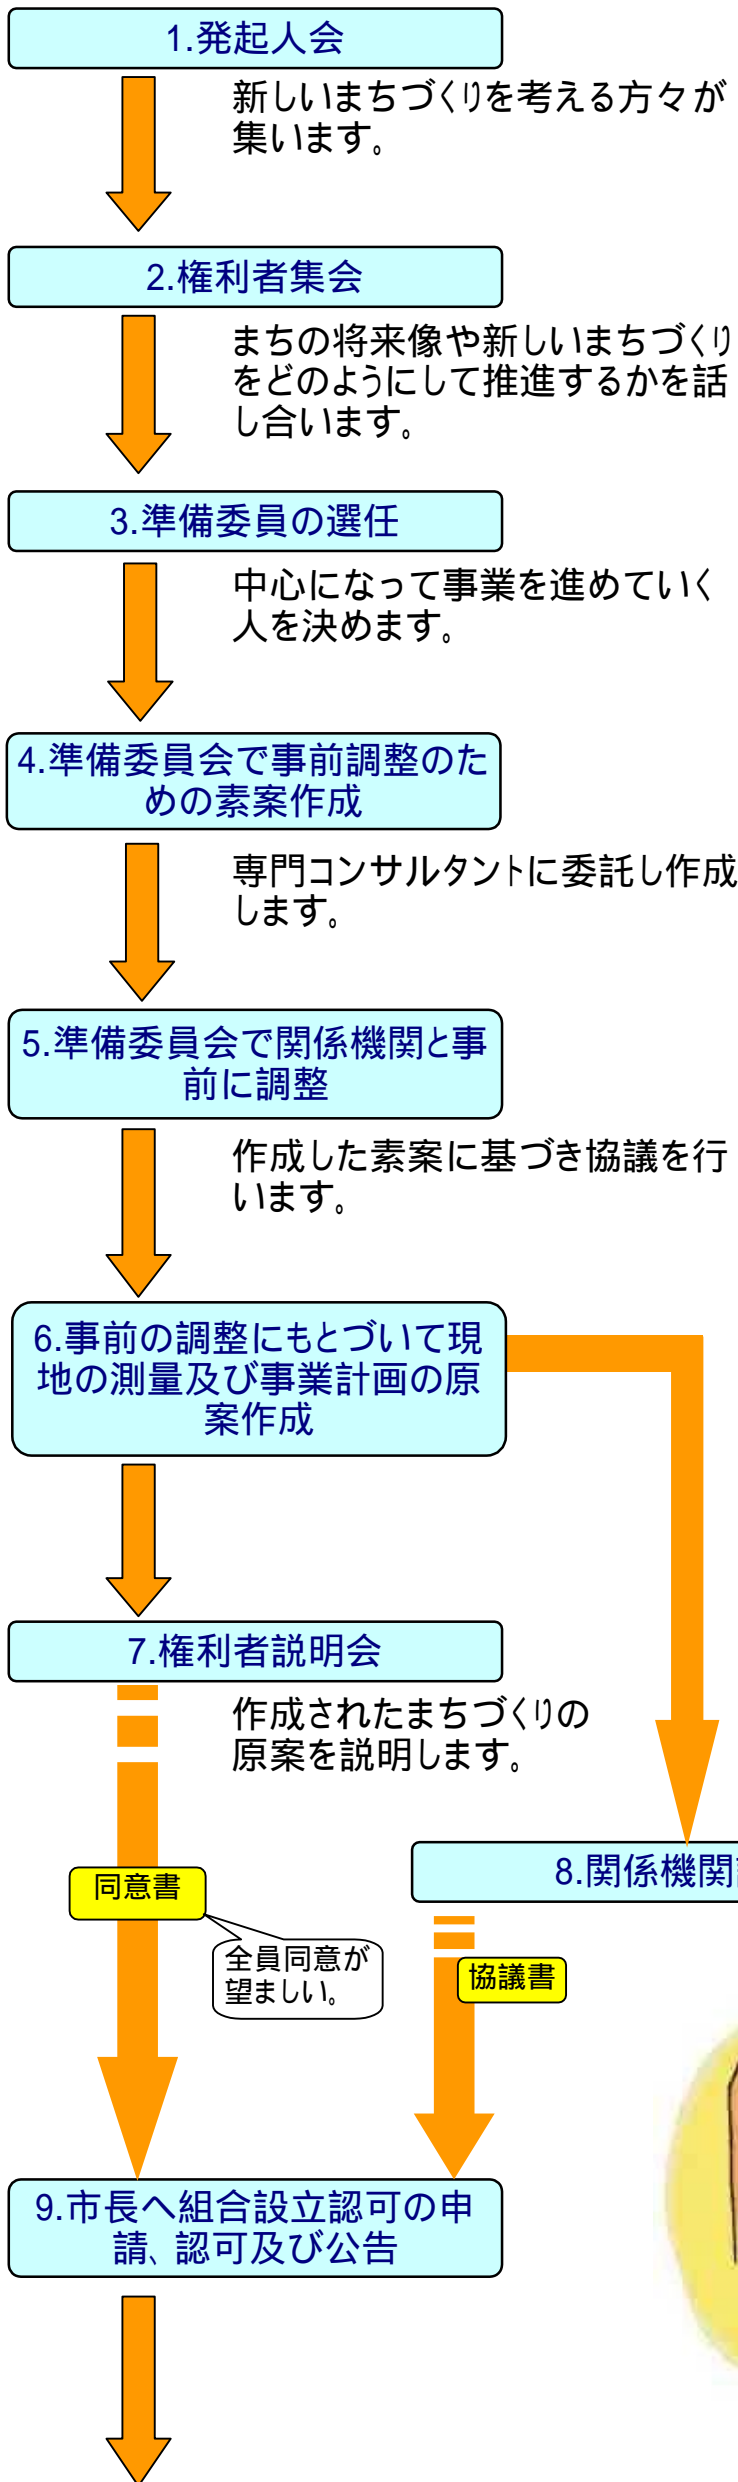 1.発起人会
新しいまちづくりを考える方々が
集います。
2.権利者集会
まちの将来像や新しいまちづくり
をどのようにして推進するかを話
し合います。
3.準備委員の選任
中心になって事業を進めていく
人を決めます。
4.準備委員会で事前調整のた
めの素案作成
専門コンサルタントに委託し作成
します。
5.準備委員会で関係機関と事
前に調整
作成した素案に基づき協議を行
います。
6.事前の調整にもとづいて現
地の測量及び事業計画の原
案作成
7.権利者説明会
作成されたまちづくりの
原案を説明します。
8.関係機関
同意書
全員同意が
望ましい。
協議書
9.市長へ組合設立認可の申
請、認可及び公告